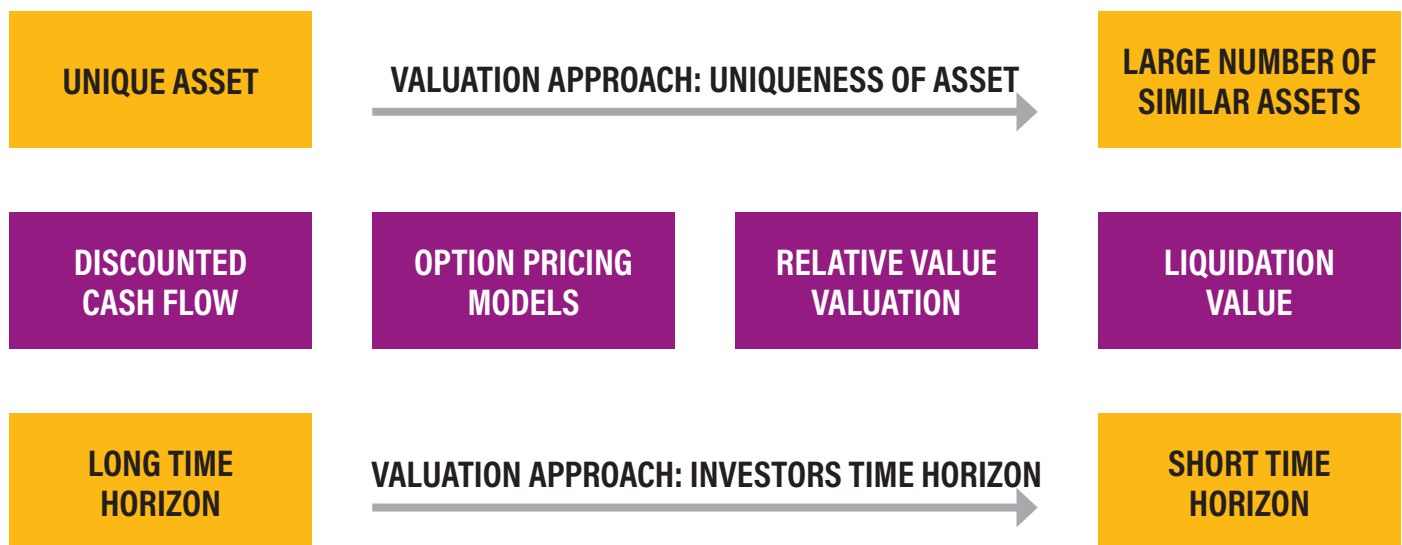 UNIQUE ASSET
VALUATION APPROACH: UNIQUENESS OF ASSET
LARGE NUMBER OF
SIMILAR ASSETS
DISCOUNTED
CASH FLOW
OPTION PRICING
MODELS
RELATIVE VALUE
VALUATION
LIQUIDATION
VALUE
LONG TIME
HORIZON
VALUATION APPROACH: INVESTORS TIME HORIZON
SHORT TIME
HORIZON